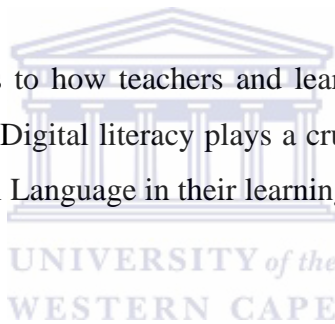 s to how teachers and lear
Digital literacy plays a cru
Language in their learning
UNIVERSITY of the
WESTERN CAPE